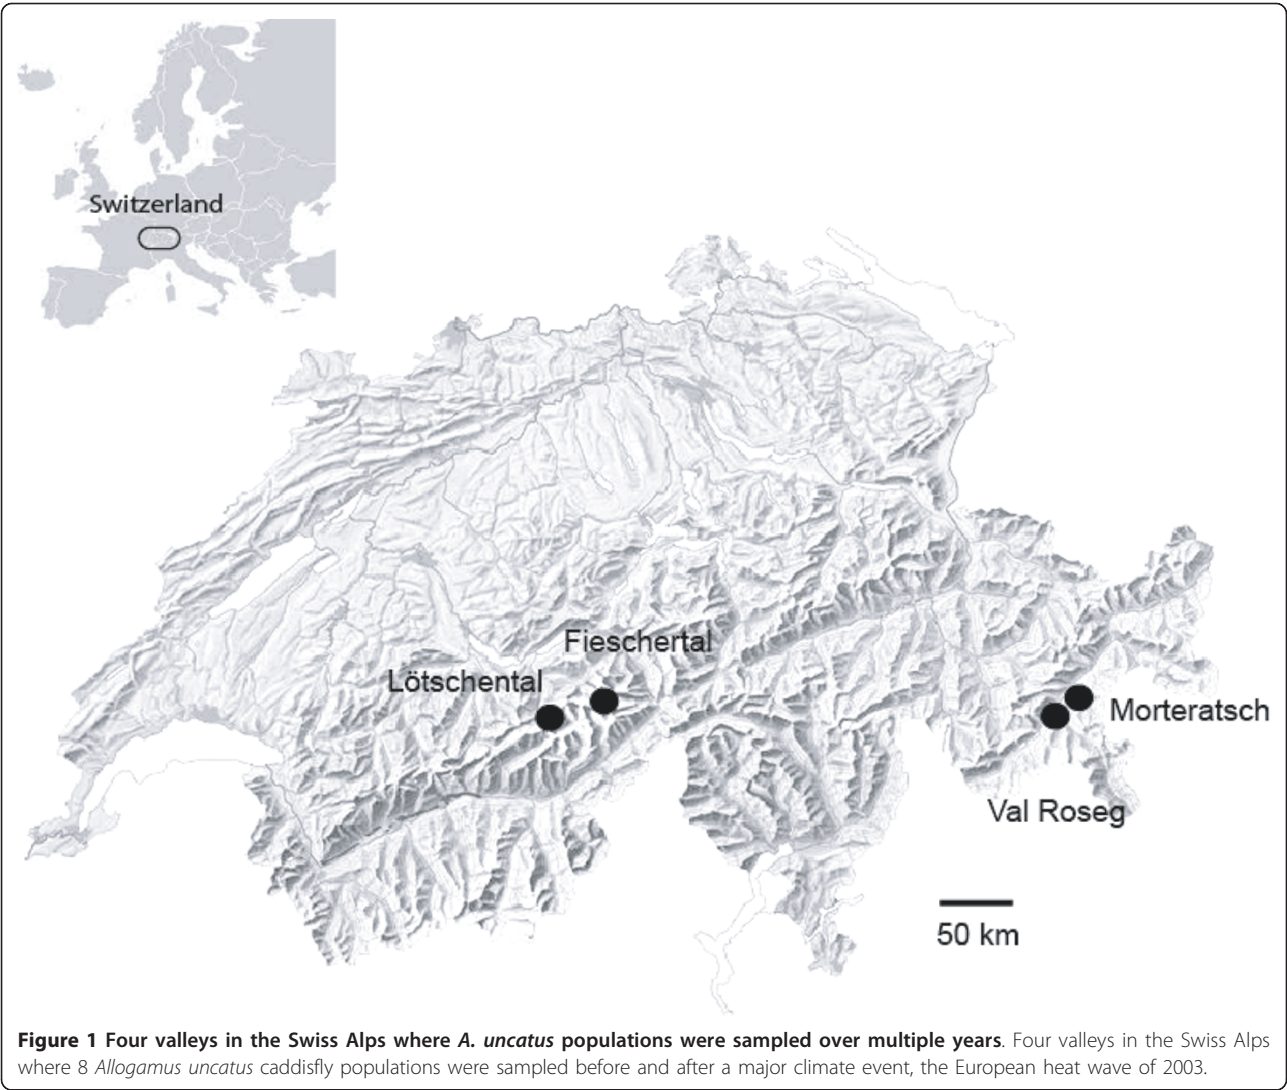 Switzerland
Fieschertal
Lötschental
Morteratsch
Val Roseg
50 km
Figure 1 Four valleys in the Swiss Alps where A. uncatus populations were sampled over multiple years. Four valleys in the Swiss Alps
where 8 Allogamus uncatus caddisfly populations were sampled before and after a major climate event, the European heat wave of 2003.